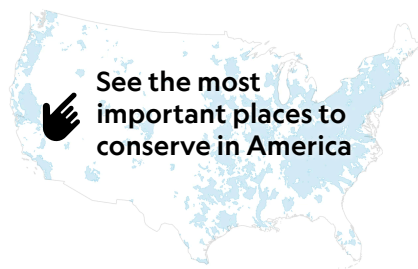 See the most
important places to
conserve in America